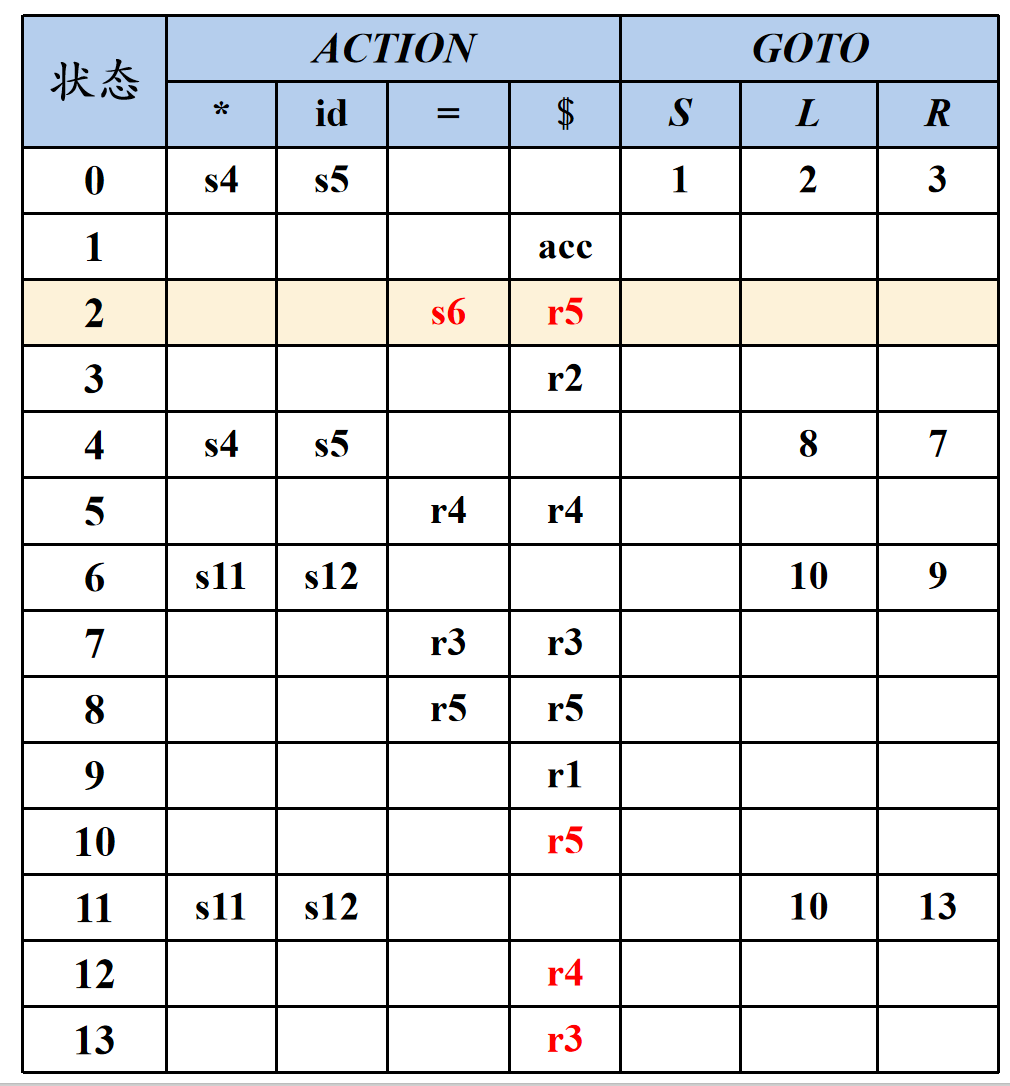 状态 ACTION GOTO
* id = $ S L R
0 s4 s5 1 2 3
1 acc
2 s6 r5
3 r2
4 s4 s5 8 7
5 r4 r4
6 s11 s12 10 9
7 r3 r3
8 r5 r5
9 r1
10 r5
11 s11 s12 10 13
12 r4
13 r3